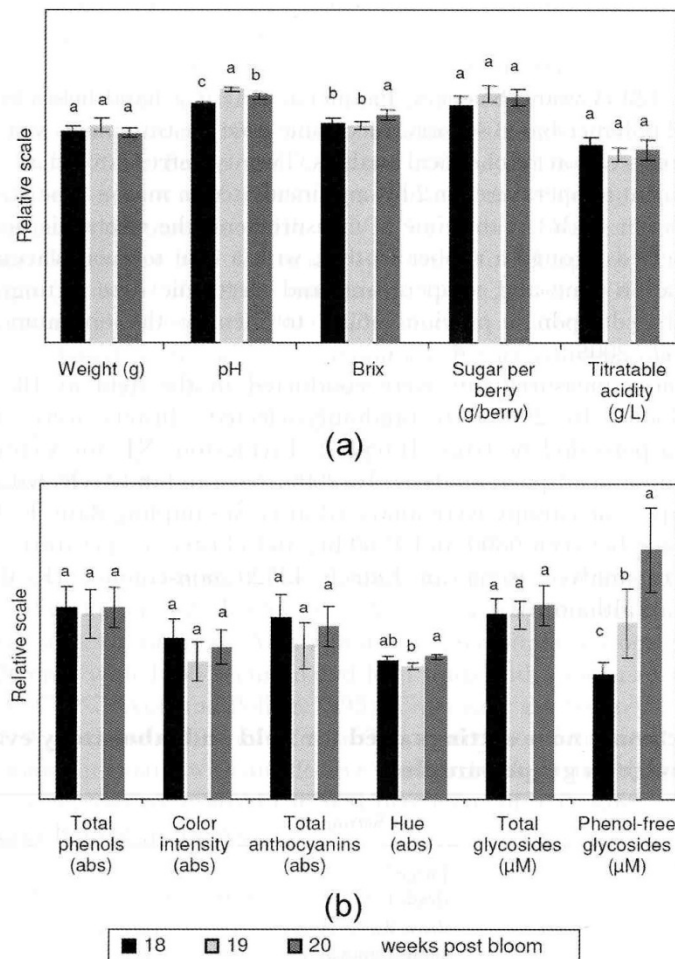 a a a
c a b
b b a
a a a
a a a
Relative scale
Weight (g) pH Brix Sugar per Titratable
berry acidity
(g/berry) (g/L)
(a)
a a a
a a a
a a a
ab b a
a a a
c b a
Relative scale
Total Color Total Hue Total Phenol-free
phenols intensity anthocyanins (abs) glycosides glycosides
(abs) (abs) (abs) (µM) (µM)
(b)
18 19 20 weeks post bloom